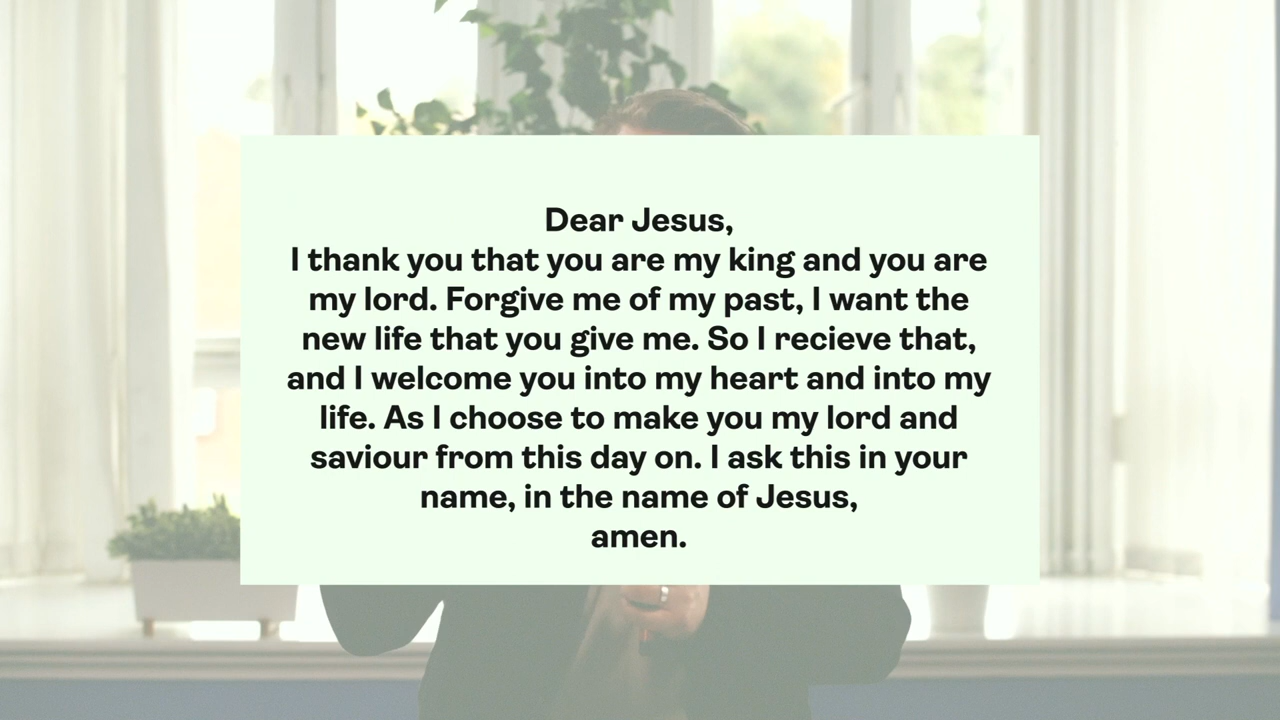 Dear Jesus,
I thank you that you are my king and you are
my lord. Forgive me of my past, I want the
new life that you give me. So I recieve that,
and I welcome you into my heart and into my
life. As I choose to make you my lord and
saviour from this day on. I ask this in your
name, in the name of Jesus,
amen.